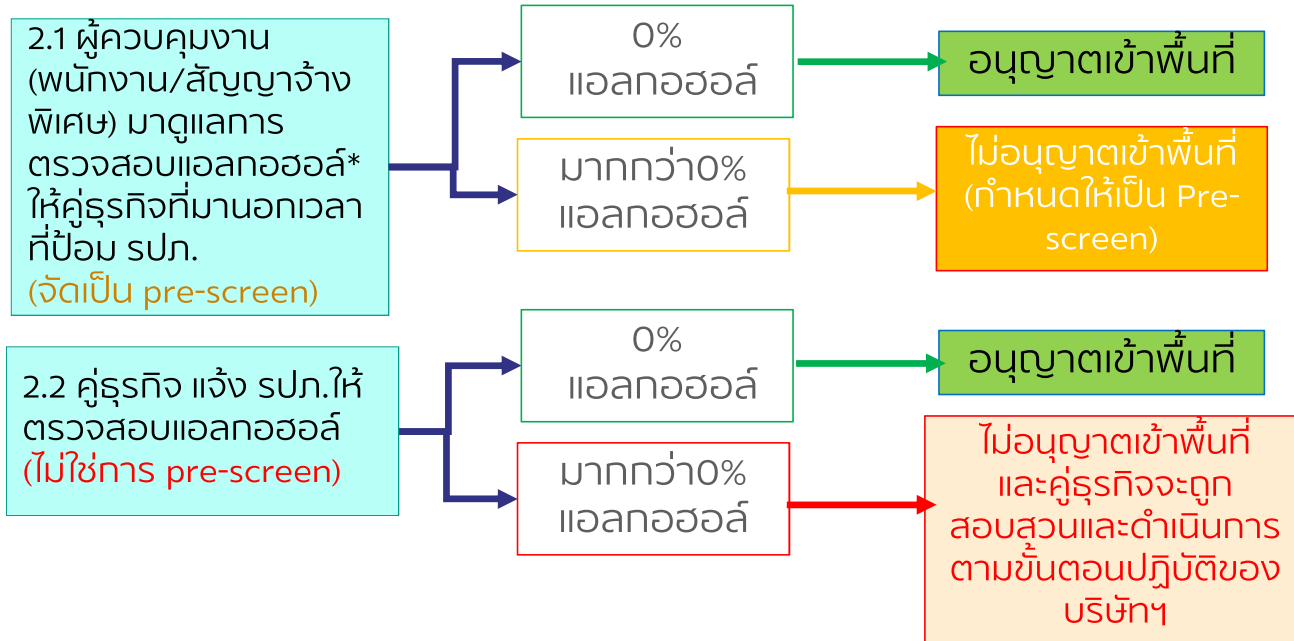 2.1 ผู้ควบคุมงาน
(พนักงาน/สัญญาจ้าง
พิเศษ) มาดูแลการ
ตรวจสอบแอลกอฮอล์*
ให้คู่ธุรกิจที่มานอกเวลา
ที่ป้อม รปภ.
(จัดเป็น pre-screen)
0%
แอลกอฮอล์
อนุญาตเข้าพื้นที่
มากกว่า0%
แอลกอฮอล์
ไม่อนุญาตเข้าพื้นที่
(กำหนดให้เป็น Pre-
screen)
2.2 คู่ธุรกิจ แจ้ง รปภ.ให้
ตรวจสอบแอลกอฮอล์
(ไม่ใช่การ pre-screen)
0%
แอลกอฮอล์
อนุญาตเข้าพื้นที่
มากกว่า0%
แอลกอฮอล์
ไม่อนุญาตเข้าพื้นที่
และคู่ธุรกิจจะถูก
สอบสวนและดำเนินการ
ตามขั้นตอนปฏิบัติของ
บริษัทฯ